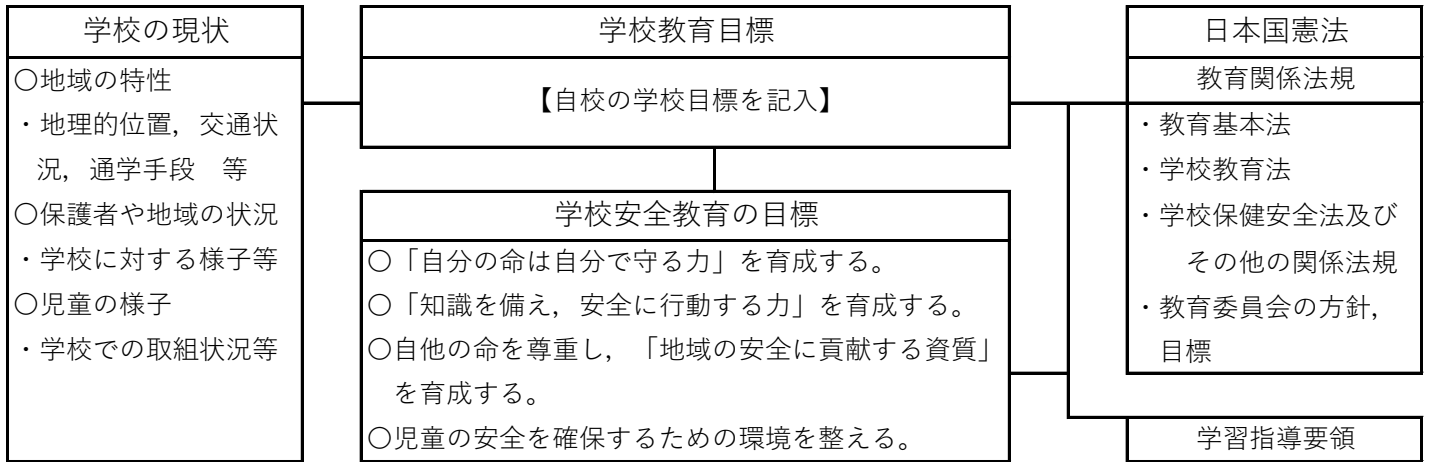 学校の現状
〇地域の特性
・地理的位置，交通状
況，通学手段　等
〇保護者や地域の状況
・学校に対する様子等
〇児童の様子
・学校での取組状況等
学校教育目標
【自校の学校目標を記入】
学校安全教育の目標
〇「自分の命は自分で守る力」を育成する。
〇「知識を備え，安全に行動する力」を育成する。
〇自他の命を尊重し，「地域の安全に貢献する資質」
を育成する。
〇児童の安全を確保するための環境を整える。
日本国憲法
教育関係法規
・教育基本法
・学校教育法
・学校保健安全法及び
その他の関係法規
・教育委員会の方針，
目標
学習指導要領